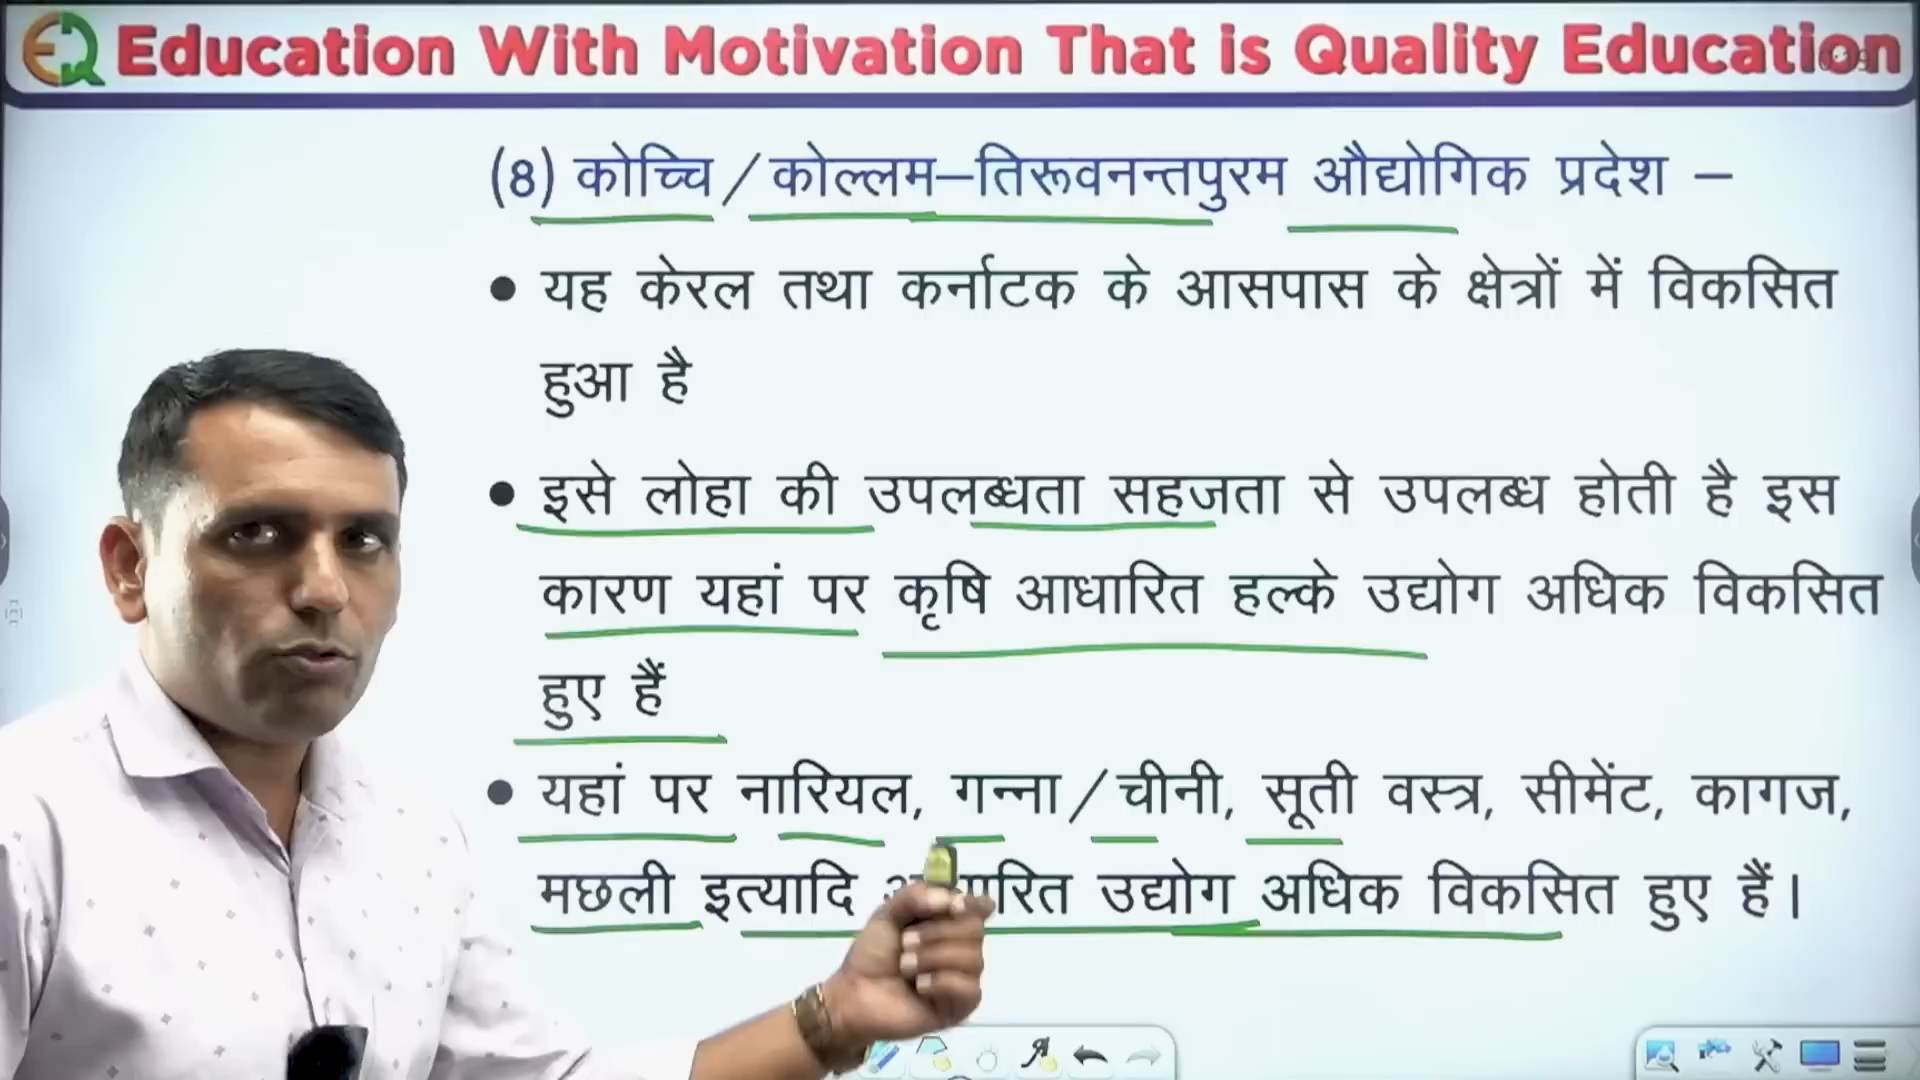 Education With Motivation That is Quality Education
(8) कोच्चि/कोल्लम–तिरूवनन्तपुरम औद्योगिक प्रदेश –
• यह केरल तथा कर्नाटक के आसपास के क्षेत्रों में विकसित
हुआ है
• इसे लोहा की उपलब्धता सहजता से उपलब्ध होती है इस
कारण यहां पर कृषि आधारित हल्के उद्योग अधिक विकसित
हुए हैं
• यहां पर नारियल, गन्ना/चीनी, सूती वस्त्र, सीमेंट, कागज,
मछली इत्यादि उद्योग अधिक विकसित हुए हैं।